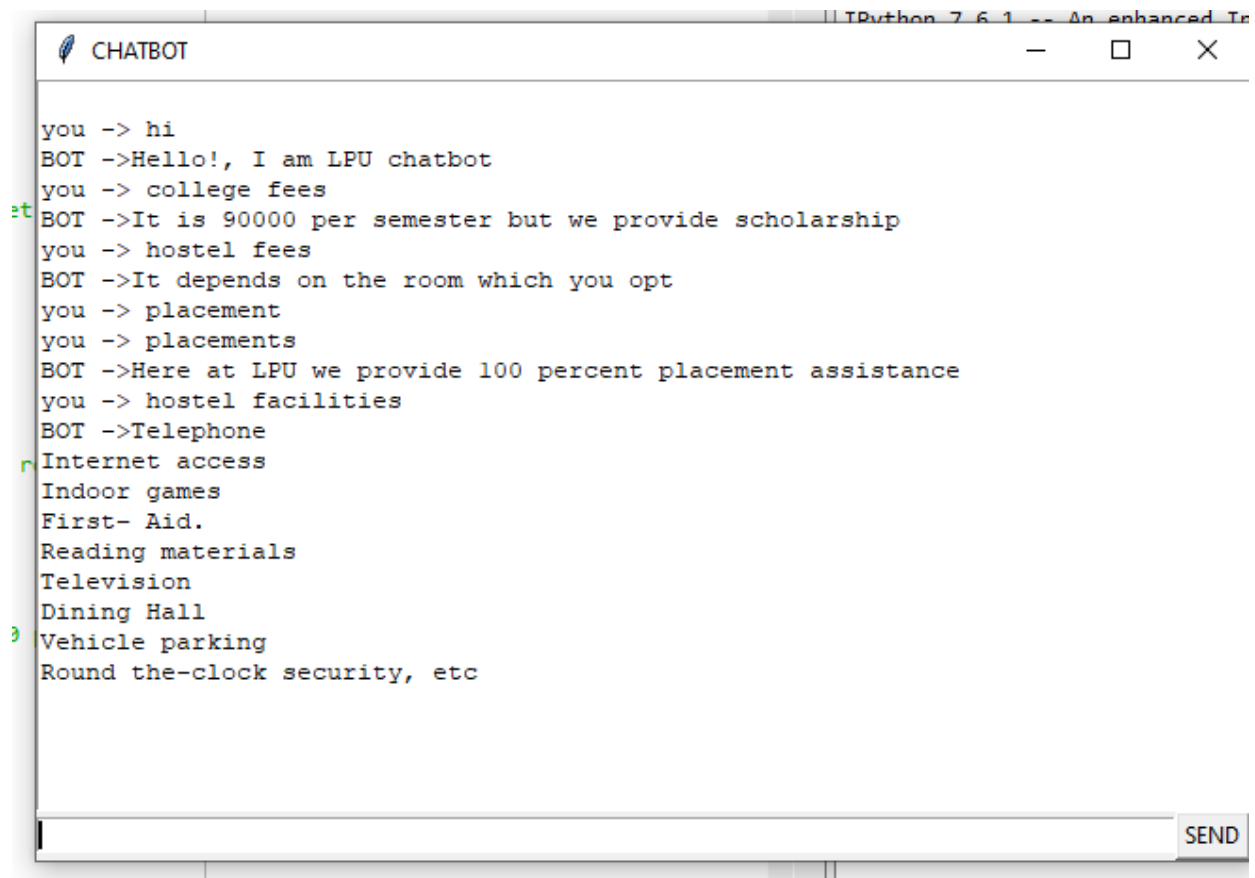 IPython 7.6.1 -- An enhanced
CHATBOT
you -> hi
BOT ->Hello!, I am LPU chatbot
you -> college fees
et
BOT ->It is 90000 per semester but we provide scholarship
you -> hostel fees
BOT ->It depends on the room which you opt
you -> placement
you -> placements
BOT ->Here at LPU we provide 100 percent placement assistance
you -> hostel facilities
BOT ->Telephone
Internet access
Indoor games
First- Aid.
Reading materials
Television
Dining Hall
Vehicle parking
Round the-clock security, etc
SEND